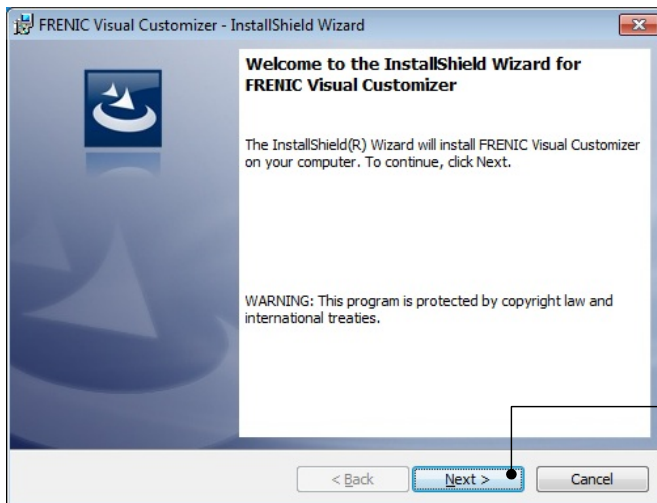 FRENIC Visual Customizer - InstallShield Wizard
Welcome to the InstallShield Wizard for
FRENIC Visual Customizer
The InstallShield(R) Wizard will install FRENIC Visual Customizer
on your computer. To continue, click Next.
WARNING: This program is protected by copyright law and
international treaties.
< Back
Next >
Cancel